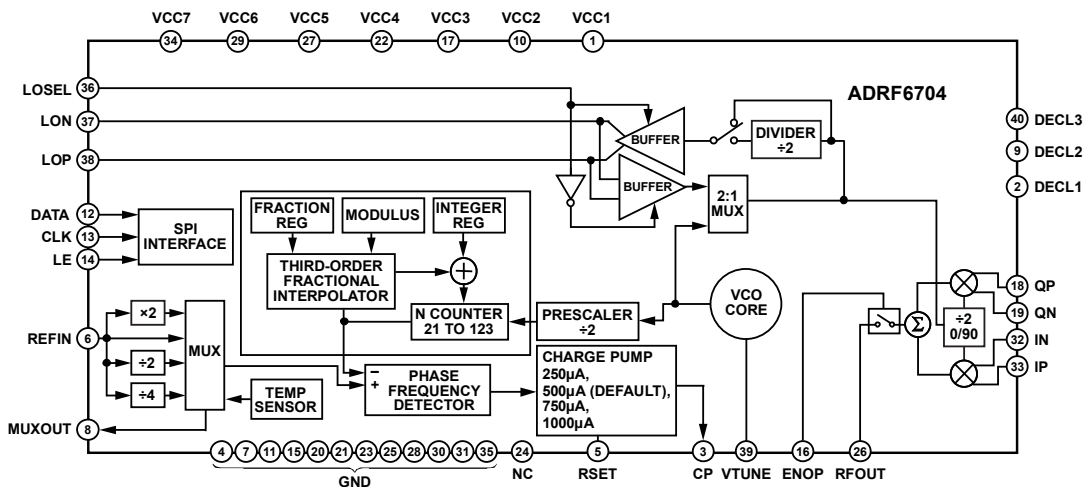 VCC7 VCC6 VCC5 VCC4 VCC3 VCC2 VCC1
34 29 27 22 17 10 1
LOSEL 36
ADRF6704
LON 37
LOP 38
BUFFER
DIVIDER
÷2
BUFFER
2:1
MUX
40 DECL3
9 DECL2
2 DECL1
DATA 12
CLK 13
LE 14
SPI
INTERFACE
FRACTION
REG
MODULUS
INTEGER
REG
THIRD-ORDER
FRACTIONAL
INTERPOLATOR
+
N COUNTER
21 TO 123
PRESCALER
÷2
VCO
CORE
Σ
÷2
0/90
18 QP
19 QN
32 IN
33 IP
REFIN 6
×2
÷2
÷4
MUX
TEMP
SENSOR
−
+
PHASE
FREQUENCY
DETECTOR
CHARGE PUMP
250µA,
500µA (DEFAULT),
750µA,
1000µA
MUXOUT 8
4 7 11 15 20 21 23 25 28 30 31 35 24 5 3 39 16 26
GND NC RSET CP VTUNE ENOP RFOUT